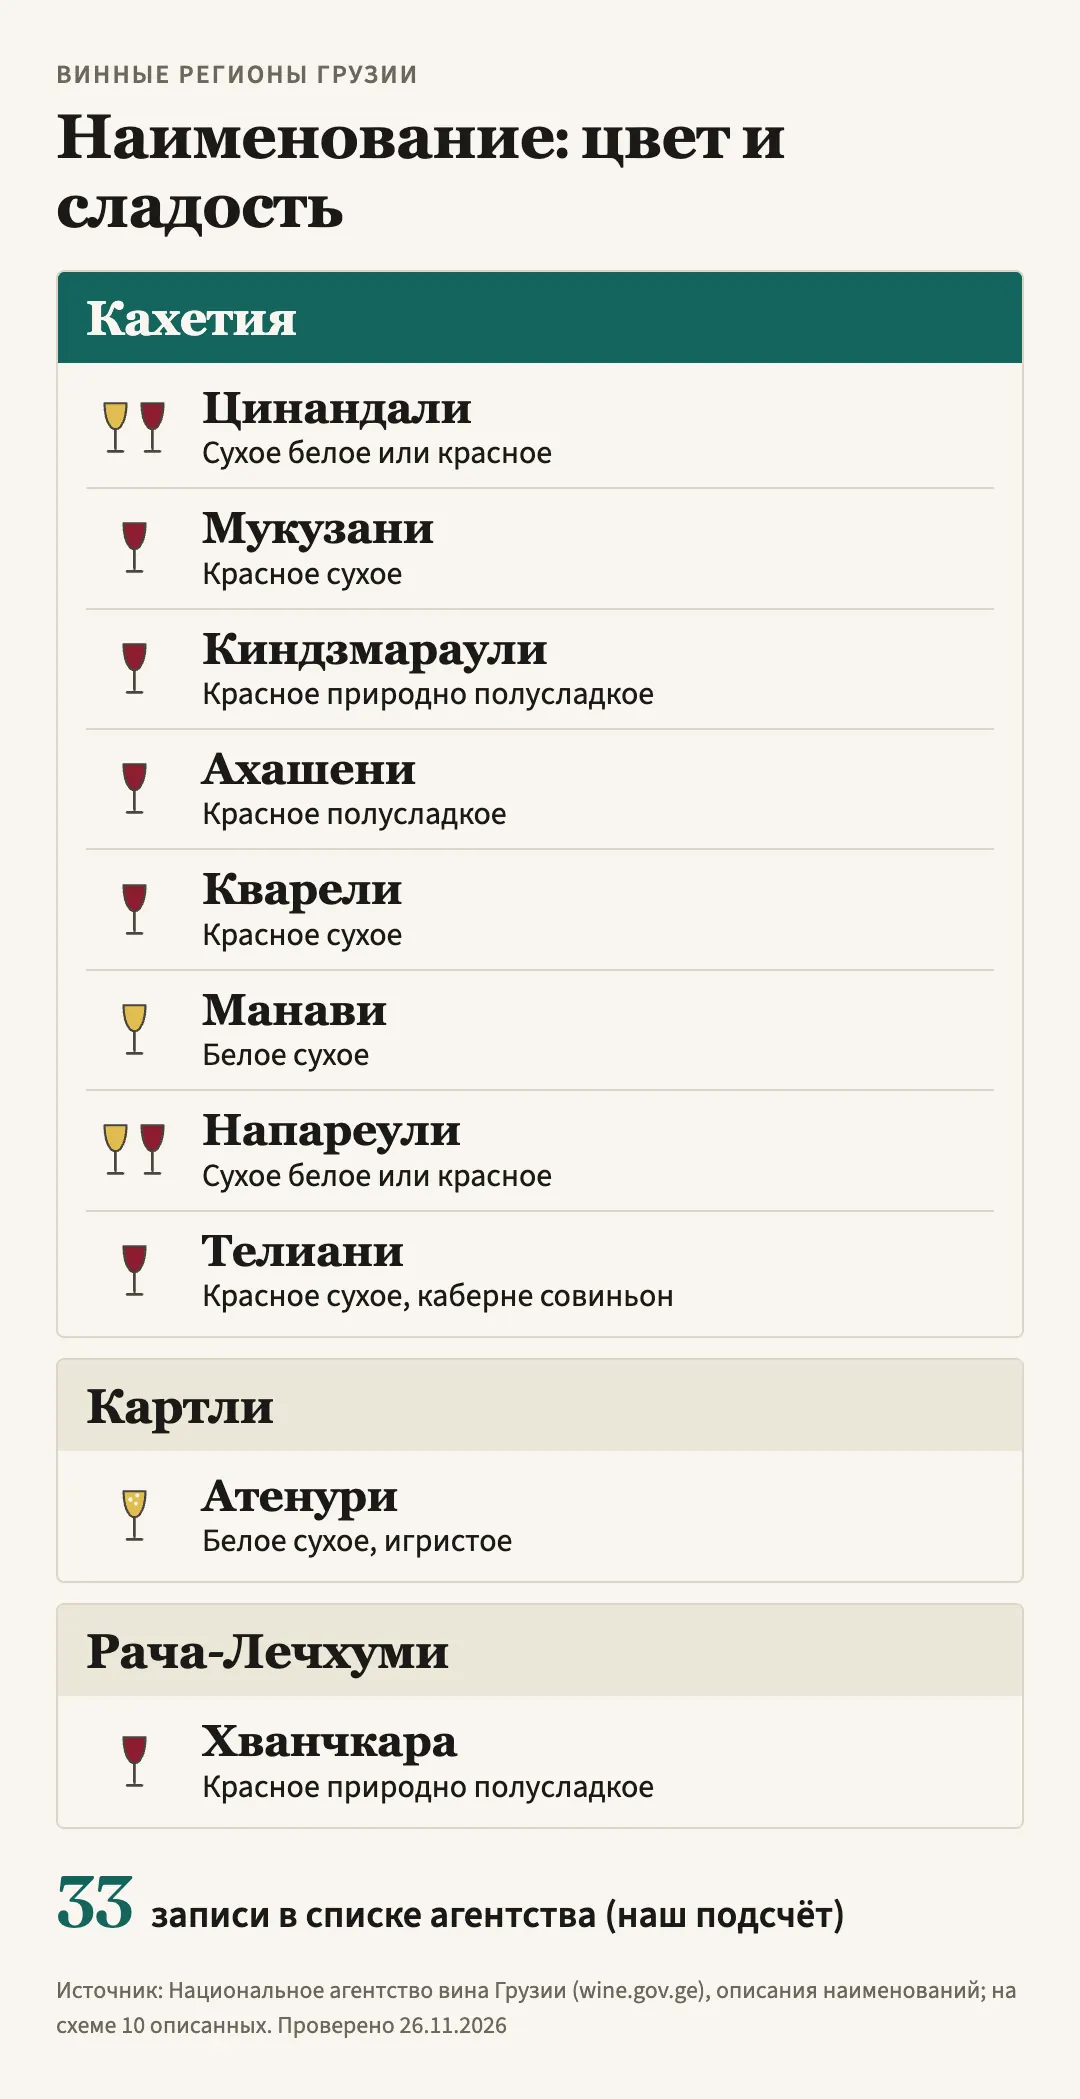 ВИННЫЕ РЕГИОНЫ ГРУЗИИ
Наименование: цвет и
сладость
Кахетия
Цинандали
Сухое белое или красное
Мукузани
Красное сухое
Киндзмараули
Красное природно полусладкое
Ахашени
Красное полусладкое
Кварели
Красное сухое
Манави
Белое сухое
Напареули
Сухое белое или красное
Телиани
Красное сухое, каберне совиньон
Картли
Атенури
Белое сухое, игристое
Рача-Лечхуми
Хванчкара
Красное природно полусладкое
33 записи в списке агентства (наш подсчёт)
Источник: Национальное агентство вина Грузии (wine.gov.ge), описания наименований; на
схеме 10 описанных. Проверено 26.11.2026